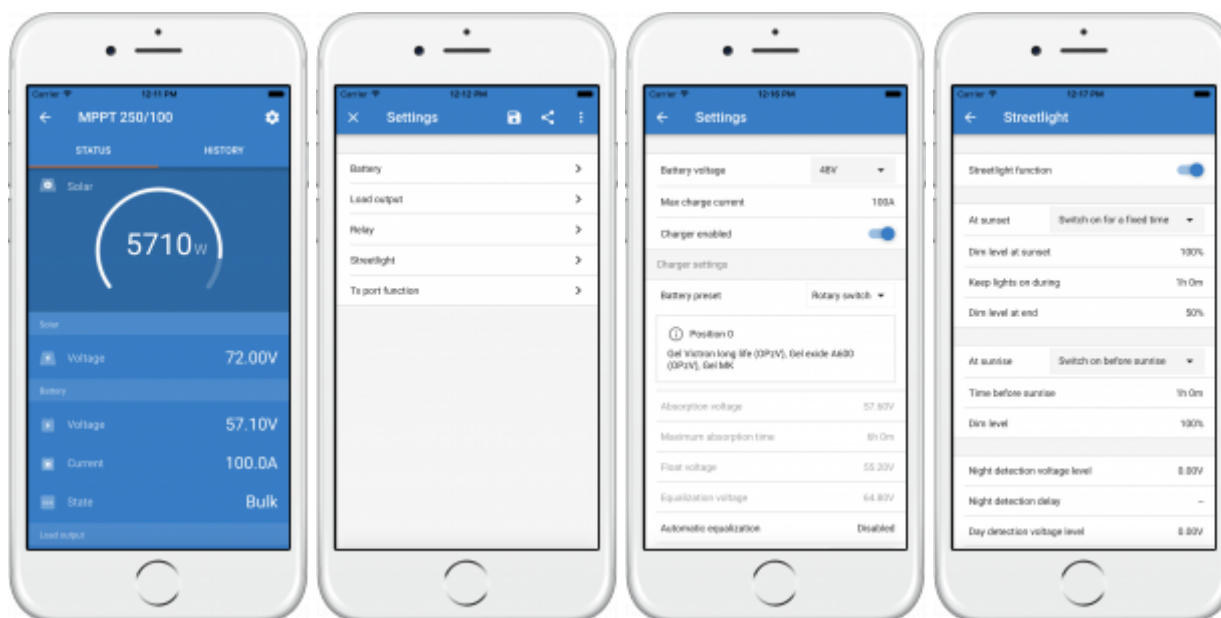 Carrier 12:11 PM
MPPT 250/100
STATUS HISTORY
Solar
5710W
Solar
Voltage 72.00V
Battery
Voltage 57.10V
Current 100.0A
State Bulk
Load output
Carrier 12:12 PM
Settings
Battery
Load output
Relay
Streetlight
Tx port function
Carrier 12:16 PM
Settings
Battery voltage 48V
Max charge current 100A
Charger enabled
Charger settings
Battery preset Rotary switch
Position 0
Gel Victron long life (OPzV), Gel exide A600
(OPzV), Gel MK
Absorption voltage 57.60V
Maximum absorption time 6h 0m
Float voltage 55.20V
Equalization voltage 64.80V
Automatic equalization Disabled
Carrier 12:17 PM
Streetlight
Streetlight function
At sunset Switch on for a fixed time
Dim level at sunset 100%
Keep lights on during 1h 0m
Dim level at end 50%
At sunrise Switch on before sunrise
Time before sunrise 1h 0m
Dim level 100%
Night detection voltage level 0.00V
Night detection delay –
Day detection voltage level 0.00V